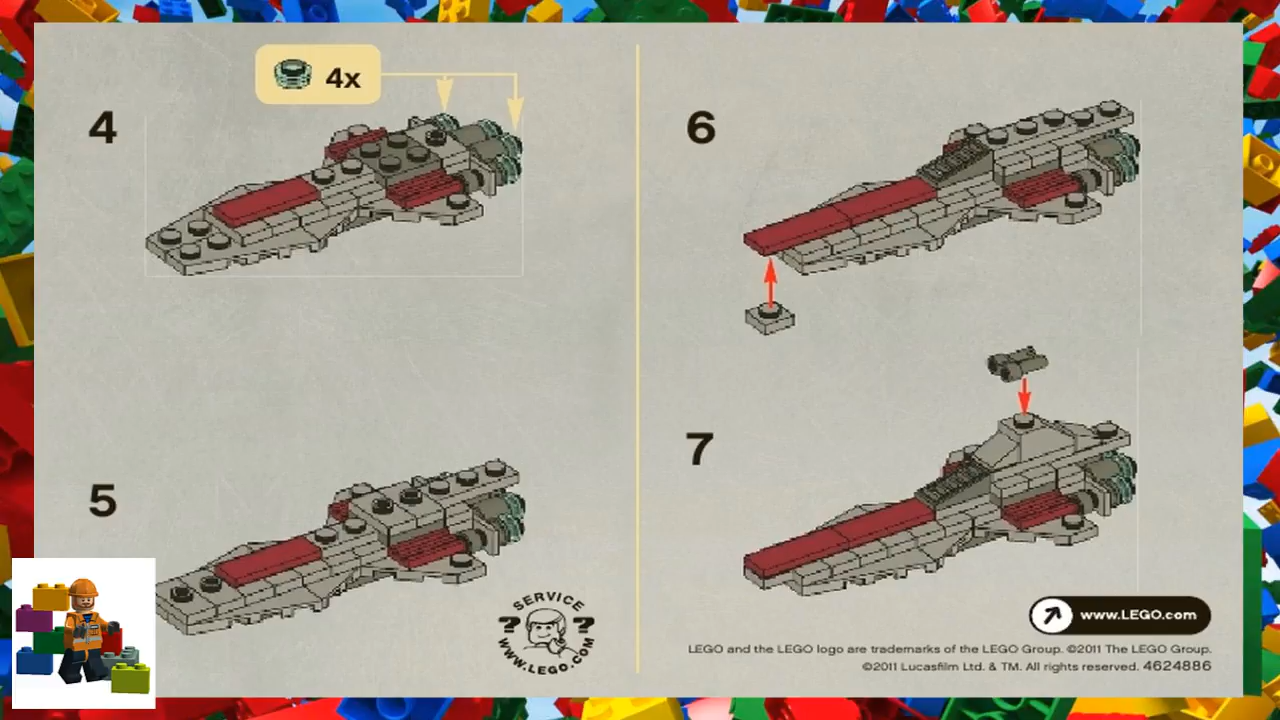 4x
4
5
SERVICE
WWW.LEGO.COM
6
7
www.LEGO.com
LEGO and the LEGO logo are trademarks of the LEGO Group. ©2011 The LEGO Group.
©2011 Lucasfilm Ltd. & TM. All rights reserved. 4624886